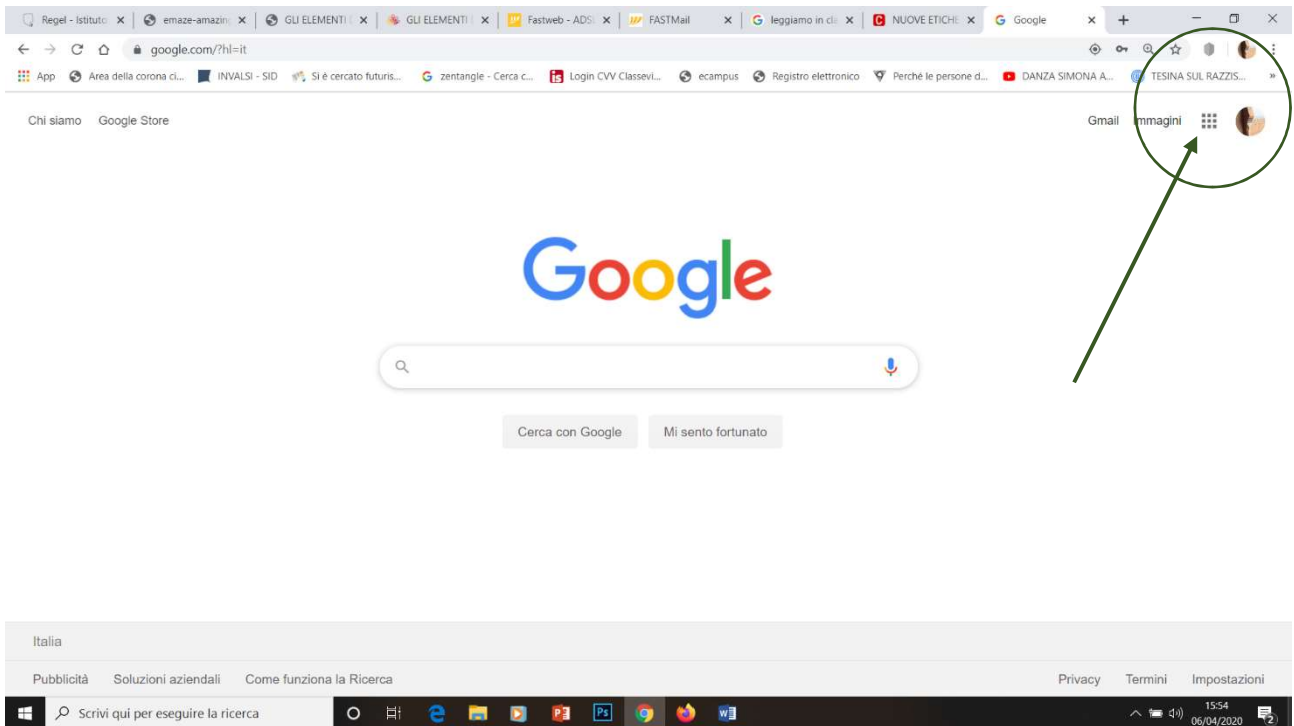 Regel - Istituto
emaze-amazin
GLI ELEMENTI
GLI ELEMENTI
Fastweb - ADS
FASTMail
leggiamo in cla
NUOVE ETICHE
Google
google.com/?hl=it
App
Area della corona ci...
INVALSI - SID
Si è cercato futuris...
zentangle - Cerca c...
Login CVV Classevi...
ecampus
Registro elettronico
Perché le persone d...
DANZA SIMONA A...
TESINA SUL RAZZIS...
Chi siamo Google Store
Gmail Immagini
Google
Cerca con Google Mi sento fortunato
Italia
Pubblicità Soluzioni aziendali Come funziona la Ricerca
Privacy Termini Impostazioni
Scrivi qui per eseguire la ricerca
15:54
06/04/2020
2